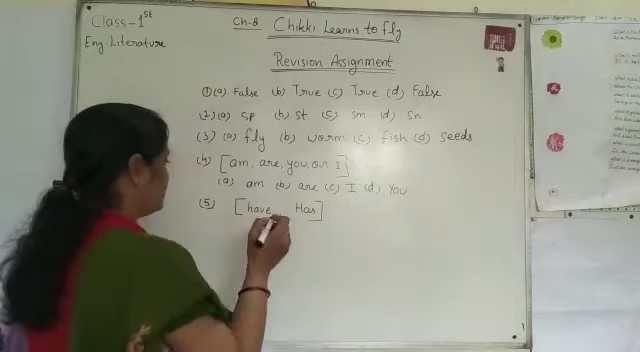 Class-1st
Ch-8 Chikki Learns to fly
Eng. Literature
Revision Assignment
(1) (a) False (b) True (c) True (d) False
(2) (a) sp (b) st (c) sm (d) sn
(3) (a) fly (b) worm (c) fish (d) seeds
(4) [am, are, you, or I]
(a) am (b) are (c) I (d) You
(5) [have Has]